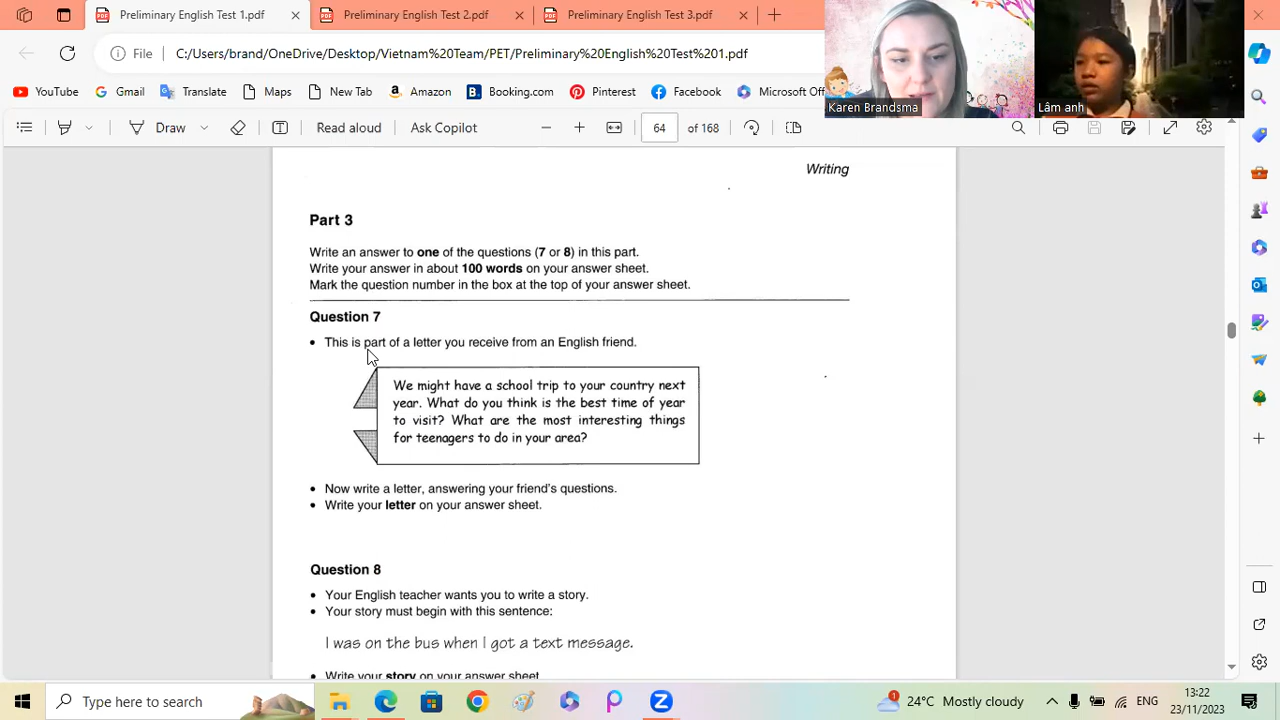 Preliminary English Test 1.pdf
Preliminary English Test 2.pdf
Preliminary English Test 3.pdf
File
C:/Users/brand/OneDrive/Desktop/Vietnam%20Team/PET/Preliminary%20English%20Test%201.pdf
YouTube
Gmail
Translate
Maps
New Tab
Amazon
Booking.com
Pinterest
Facebook
Microsoft Of
Karen Brandsma
Lâm anh
Draw
Read aloud
Ask Copilot
64 of 168
Writing
Part 3
Write an answer to one of the questions (7 or 8) in this part.
Write your answer in about 100 words on your answer sheet.
Mark the question number in the box at the top of your answer sheet.
Question 7
• This is part of a letter you receive from an English friend.
We might have a school trip to your country next
year. What do you think is the best time of year
to visit? What are the most interesting things
for teenagers to do in your area?
• Now write a letter, answering your friend's questions.
• Write your letter on your answer sheet.
Question 8
• Your English teacher wants you to write a story.
• Your story must begin with this sentence:
I was on the bus when I got a text message.
• Write your story on your answer sheet
Type here to search
24°C Mostly cloudy
ENG
13:22
23/11/2023